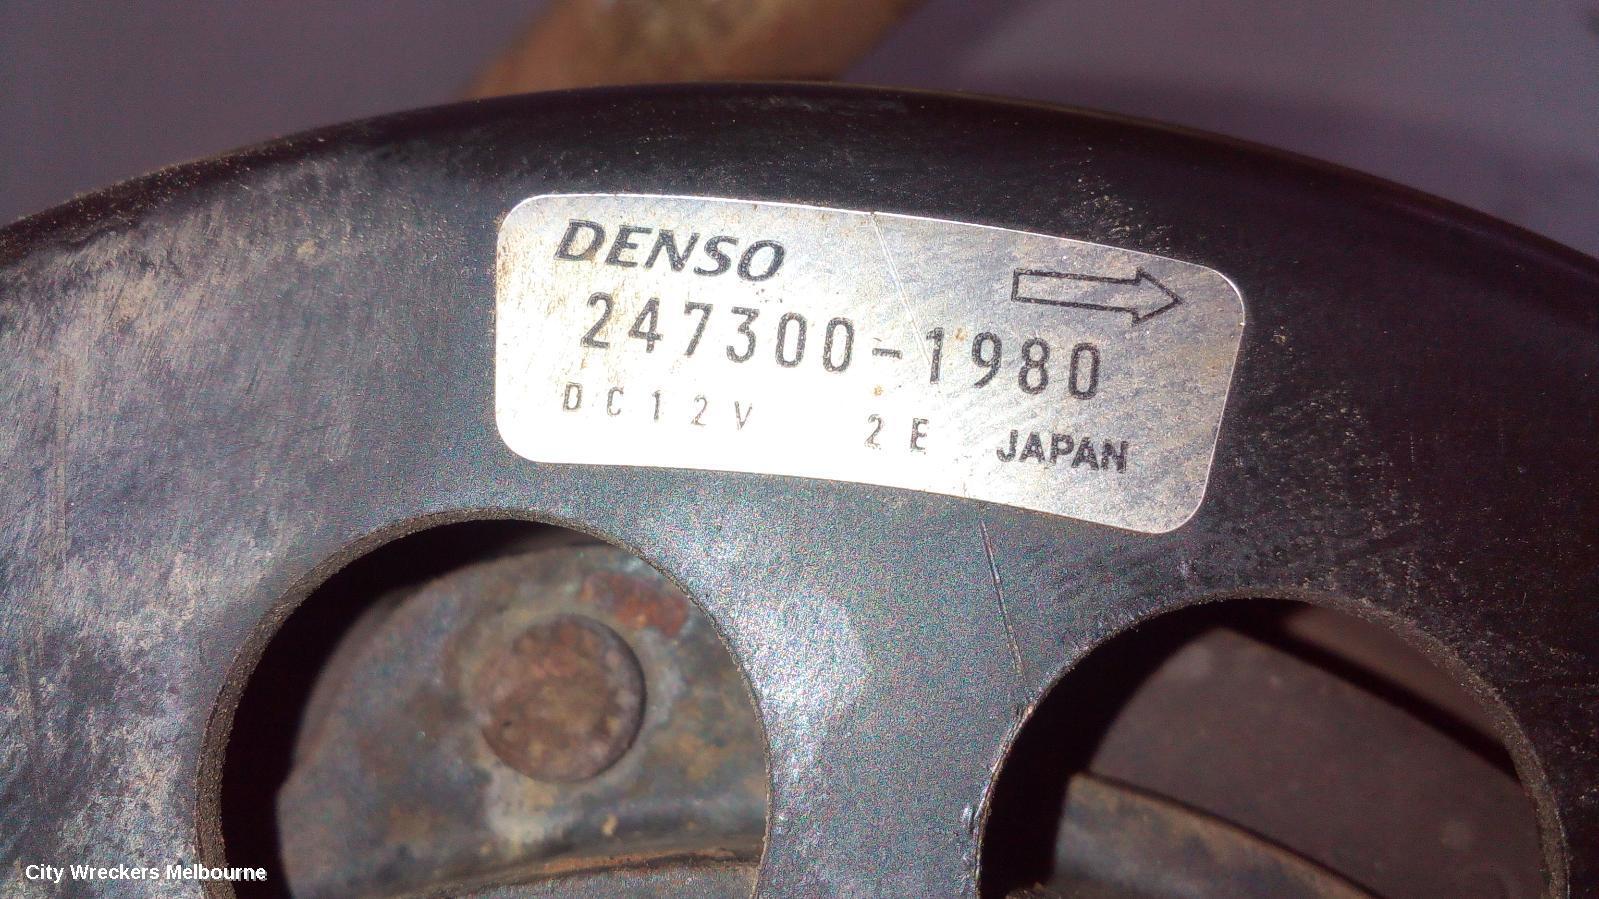 DENSO
247300-1980
DC12V 2E JAPAN
City Wreckers Melbourne